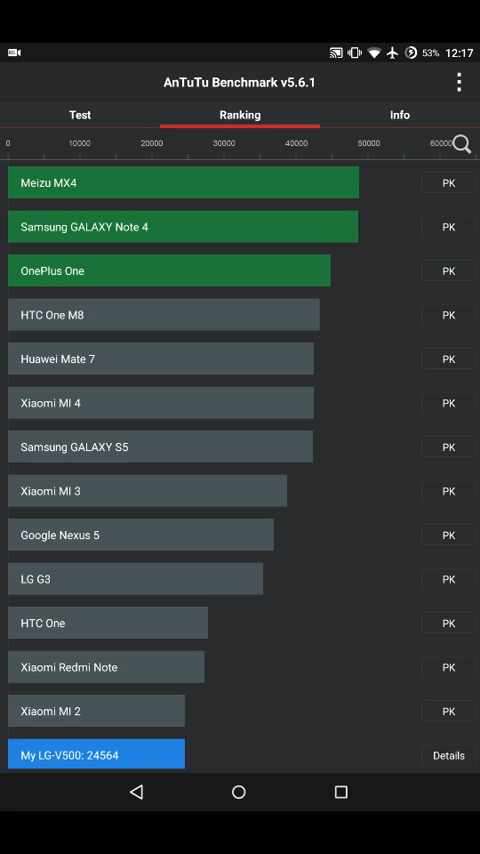 53% 12:17
AnTuTu Benchmark v5.6.1
Test Ranking Info
0 10000 20000 30000 40000 50000 60000
Meizu MX4 PK
Samsung GALAXY Note 4 PK
OnePlus One PK
HTC One M8 PK
Huawei Mate 7 PK
Xiaomi MI 4 PK
Samsung GALAXY S5 PK
Xiaomi MI 3 PK
Google Nexus 5 PK
LG G3 PK
HTC One PK
Xiaomi Redmi Note PK
Xiaomi MI 2 PK
My LG-V500: 24564 Details